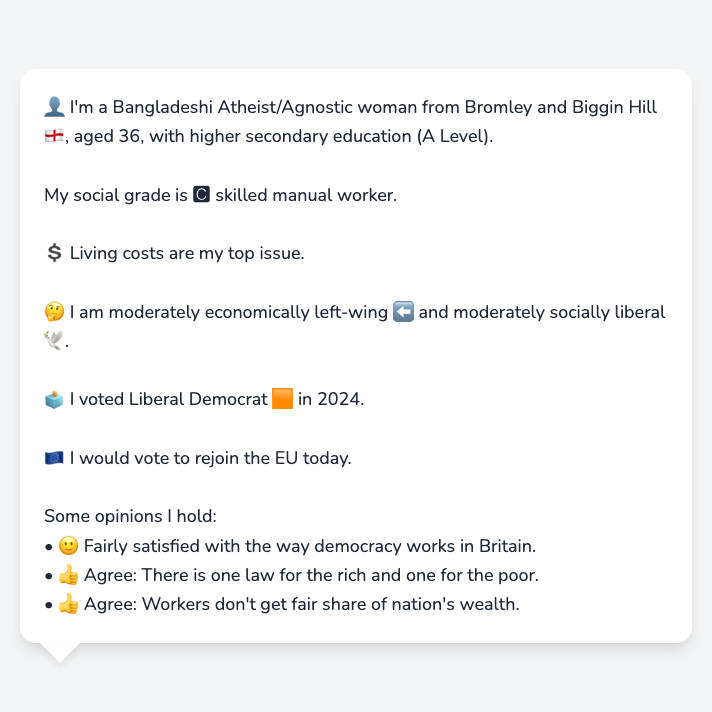 👤 I'm a Bangladeshi Atheist/Agnostic woman from Bromley and Biggin Hill
🏴󠁧󠁢󠁥󠁮󠁧󠁿, aged 36, with higher secondary education (A Level).
My social grade is 🅲 skilled manual worker.
💲 Living costs are my top issue.
🤔 I am moderately economically left-wing ⬅️ and moderately socially liberal
🕊️.
🗳️ I voted Liberal Democrat 🟧 in 2024.
🇪🇺 I would vote to rejoin the EU today.
Some opinions I hold:
• 🙂 Fairly satisfied with the way democracy works in Britain.
• 👍 Agree: There is one law for the rich and one for the poor.
• 👍 Agree: Workers don't get fair share of nation's wealth.